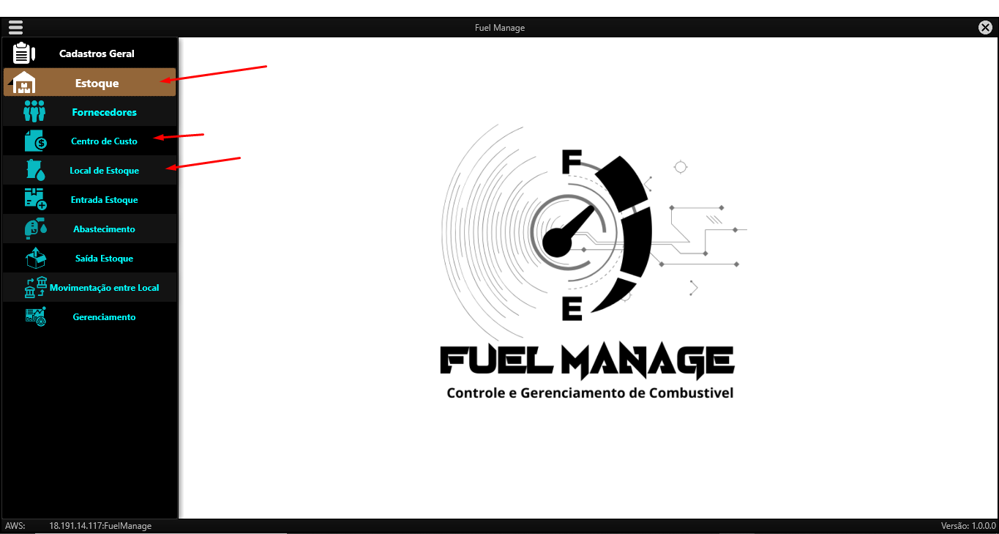 Fuel Manage
Cadastros Geral
Estoque
Fornecedores
Centro de Custo
Local de Estoque
Entrada Estoque
Abastecimento
Saída Estoque
Movimentação entre Local
Gerenciamento
F
E
FUEL MANAGE
Controle e Gerenciamento de Combustivel
AWS: 18.191.14.117:FuelManage
Versão: 1.0.0.0